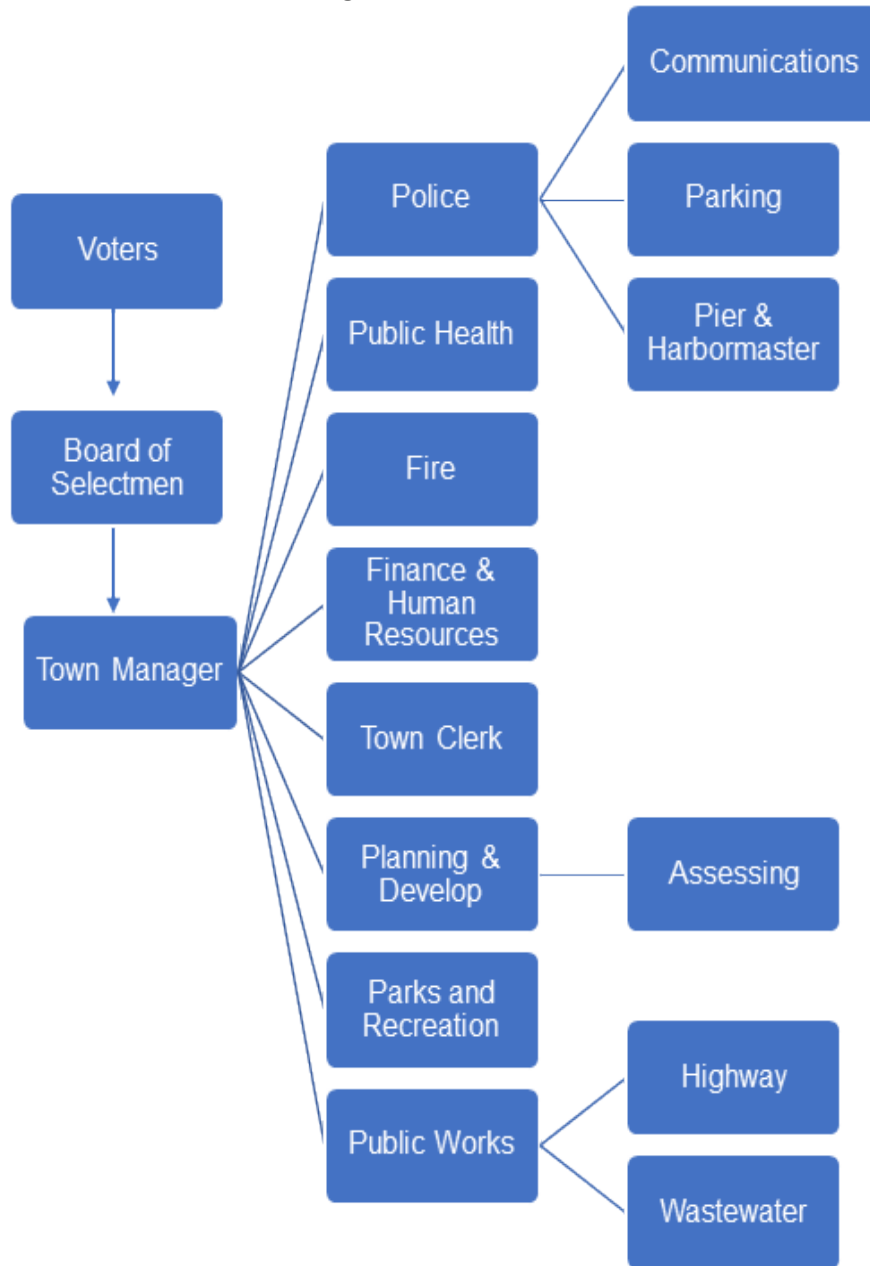 Communications
Police
Parking
Voters
Public Health
Pier &
Harbormaster
Board of
Selectmen
Fire
Finance &
Human
Resources
Town Manager
Town Clerk
Planning &
Develop
Assessing
Parks and
Recreation
Highway
Public Works
Wastewater